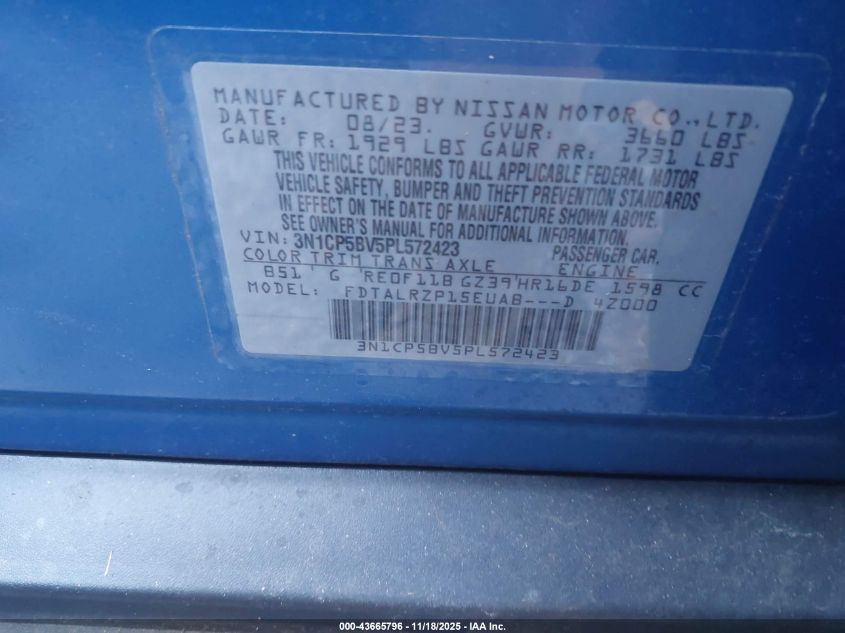 MANUFACTURED BY NISSAN MOTOR CO.,LTD.
DATE: 08/23. GVWR: 3660 LBS
GAWR FR: 1929 LBS GAWR RR: 1731 LBS
THIS VEHICLE CONFORMS TO ALL APPLICABLE FEDERAL MOTOR
VEHICLE SAFETY, BUMPER AND THEFT PREVENTION STANDARDS
IN EFFECT ON THE DATE OF MANUFACTURE SHOWN ABOVE.
SEE OWNER'S MANUAL FOR ADDITIONAL INFORMATION.
VIN: 3N1CP5BV5PL572423 PASSENGER CAR.
COLOR TRIM TRANS AXLE ENGINE
B51 G RE0F11B GZ39 HR16DE 1598 CC
MODEL: FDTALRZP15EUAB---D 4Z000
3N1CP5BV5PL572423
000-43665796 - 11/18/2025 - IAA Inc.